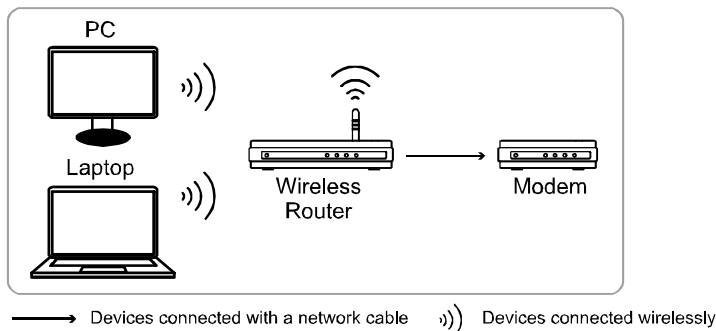 PC
Laptop
Wireless
Router
Modem
Devices connected with a network cable
Devices connected wirelessly